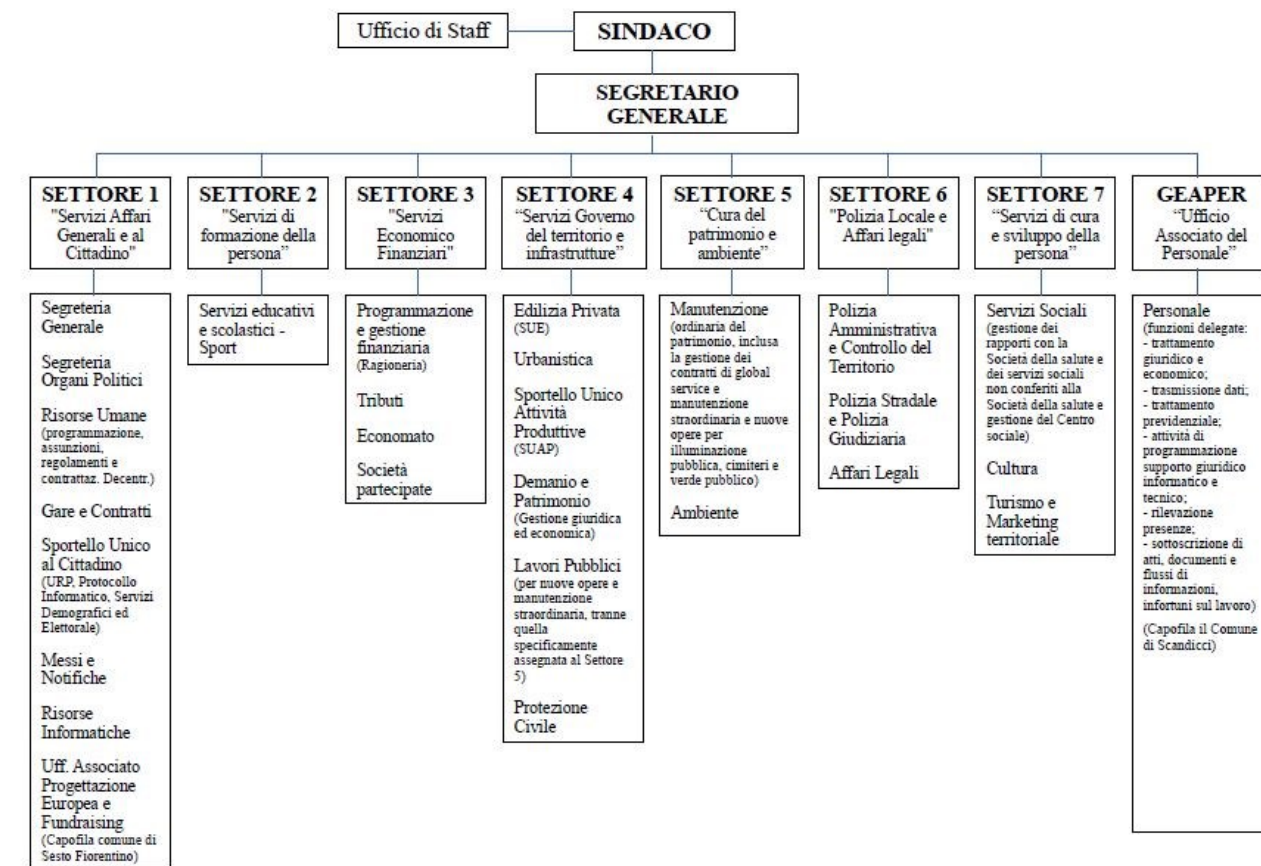 Ufficio di Staff
SINDACO
SEGRETARIO
GENERALE
SETTORE 1
"Servizi Affari
Generali e al
Cittadino"
Segreteria
Generale
Segreteria
Organi Politici
Risorse Umane
(programmazione,
assunzioni,
regolamenti e
contrattaz. Decentr.)
Gare e Contratti
Sportello Unico
al Cittadino
(URP, Protocollo
Informatico, Servizi
Demografici ed
Elettorale)
Messi e
Notifiche
Risorse
Informatiche
Uff. Associato
Progettazione
Europea e
Fundraising
(Capofila comune di
Sesto Fiorentino)
SETTORE 2
"Servizi di
formazione della
persona"
Servizi educativi
e scolastici -
Sport
SETTORE 3
"Servizi
Economico
Finanziari"
Programmazione
e gestione
finanziaria
(Ragioneria)
Tributi
Economato
Società
partecipate
SETTORE 4
“Servizi Governo
del territorio e
infrastrutture”
Edilizia Privata
(SUE)
Urbanistica
Sportello Unico
Attività
Produttive
(SUAP)
Demanio e
Patrimonio
(Gestione giuridica
ed economica)
Lavori Pubblici
(per nuove opere e
manutenzione
straordinaria, tranne
quella
specificamente
assegnata al Settore
5)
Protezione
Civile
SETTORE 5
“Cura del
patrimonio e
ambiente”
Manutenzione
(ordinaria del
patrimonio, inclusa
la gestione dei
contratti di global
service e
manutenzione
straordinaria e nuove
opere per
illuminazione
pubblica, cimiteri e
verde pubblico)
Ambiente
SETTORE 6
"Polizia Locale e
Affari legali"
Polizia
Amministrativa
e Controllo del
Territorio
Polizia Stradale
e Polizia
Giudiziaria
Affari Legali
SETTORE 7
“Servizi di cura
e sviluppo della
persona”
Servizi Sociali
(gestione dei
rapporti con la
Società della salute e
dei servizi sociali
non conferiti alla
Società della salute e
gestione del Centro
sociale)
Cultura
Turismo e
Marketing
territoriale
GEAPER
“Ufficio
Associato del
Personale”
Personale
(funzioni delegate:
- trattamento
giuridico e
economico;
- trasmissione dati;
- trattamento
previdenziale;
- attività di
programmazione
supporto giuridico
informatico e
tecnico;
- rilevazione
presenze;
- sottoscrizione di
atti, documenti e
flussi di
informazioni,
infortuni sul lavoro)
(Capofila il Comune
di Scandicci)